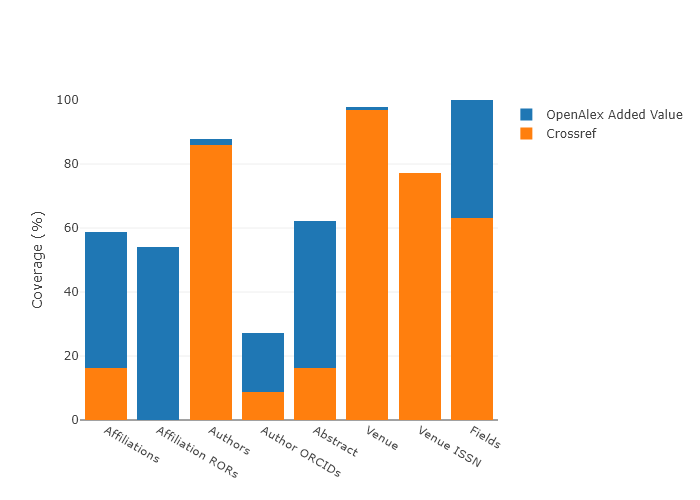 100
80
60
40
20
0
Coverage (%)
OpenAlex Added Value
Crossref
Affiliations
Affiliation RORs
Authors
Author ORCIDs
Abstract
Venue
Venue ISSN
Fields